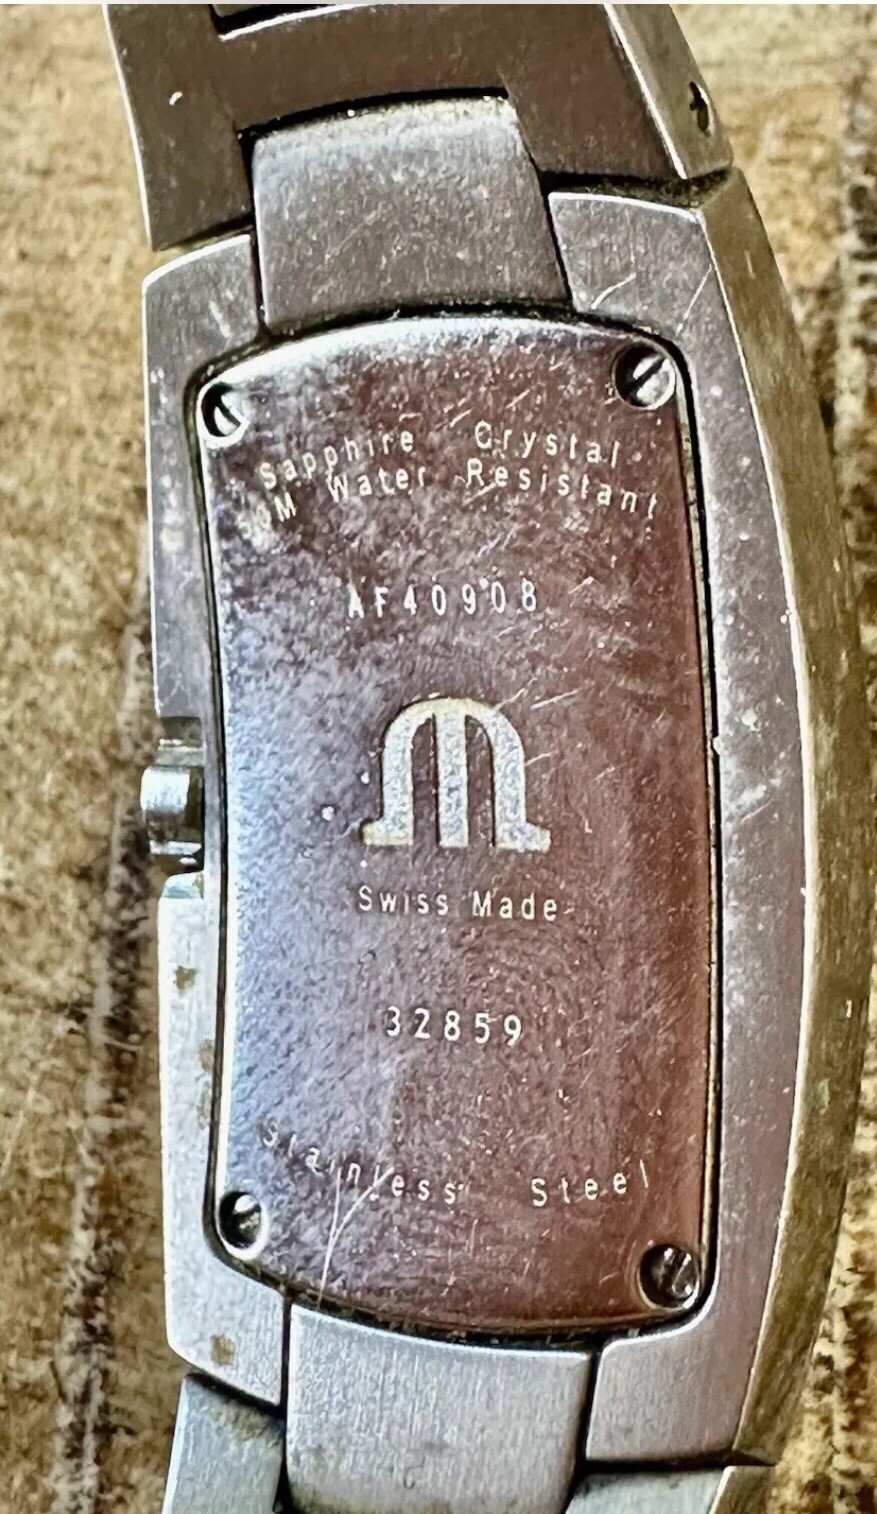 Sapphire Crystal
Water Resistant
AF40908
Swiss Made
32859
Stainless Steel